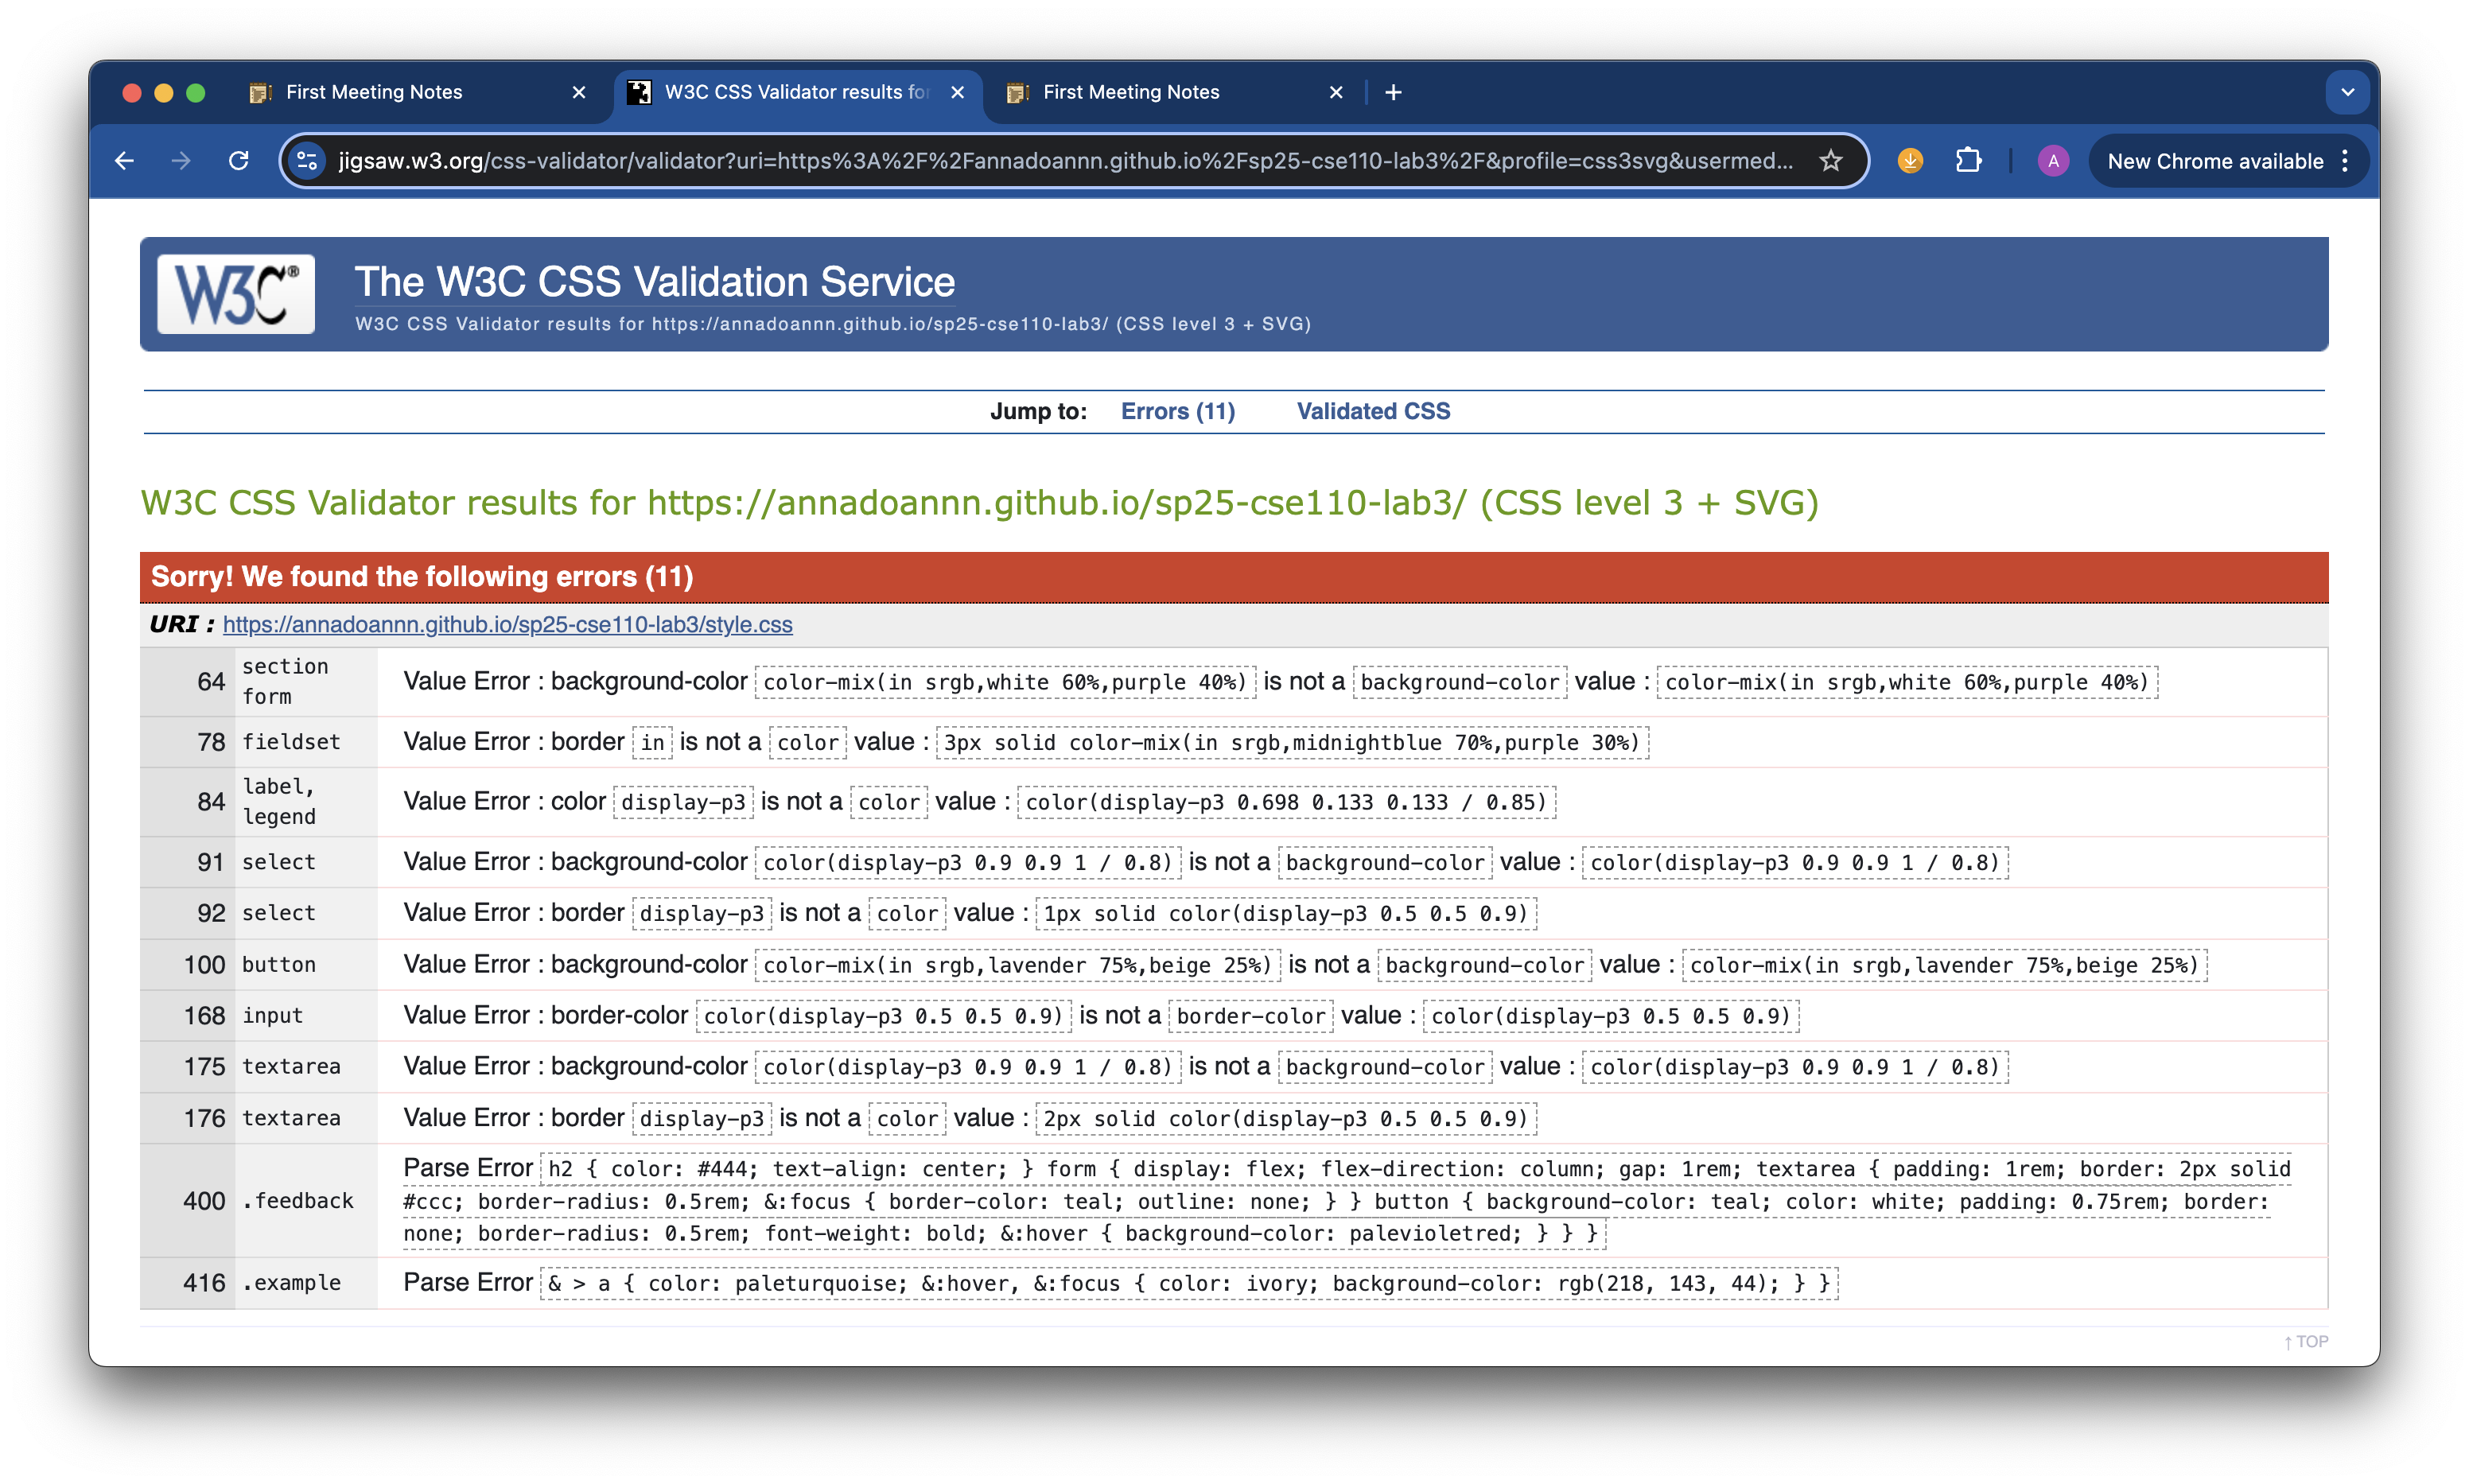 First Meeting Notes
W3C CSS Validator results for
First Meeting Notes
jigsaw.w3.org/css-validator/validator?uri=https%3A%2F%2Fannadoannn.github.io%2Fsp25-cse110-lab3%2F&profile=css3svg&usermed...
A
New Chrome available
W3C®
The W3C CSS Validation Service
W3C CSS Validator results for https://annadoannn.github.io/sp25-cse110-lab3/ (CSS level 3 + SVG)
Jump to: Errors (11) Validated CSS
W3C CSS Validator results for https://annadoannn.github.io/sp25-cse110-lab3/ (CSS level 3 + SVG)
Sorry! We found the following errors (11)
URI : https://annadoannn.github.io/sp25-cse110-lab3/style.css
64 section form Value Error : background-color color-mix(in srgb,white 60%,purple 40%) is not a background-color value : color-mix(in srgb,white 60%,purple 40%)
78 fieldset Value Error : border in is not a color value : 3px solid color-mix(in srgb,midnightblue 70%,purple 30%)
84 label, legend Value Error : color display-p3 is not a color value : color(display-p3 0.698 0.133 0.133 / 0.85)
91 select Value Error : background-color color(display-p3 0.9 0.9 1 / 0.8) is not a background-color value : color(display-p3 0.9 0.9 1 / 0.8)
92 select Value Error : border display-p3 is not a color value : 1px solid color(display-p3 0.5 0.5 0.9)
100 button Value Error : background-color color-mix(in srgb,lavender 75%,beige 25%) is not a background-color value : color-mix(in srgb,lavender 75%,beige 25%)
168 input Value Error : border-color color(display-p3 0.5 0.5 0.9) is not a border-color value : color(display-p3 0.5 0.5 0.9)
175 textarea Value Error : background-color color(display-p3 0.9 0.9 1 / 0.8) is not a background-color value : color(display-p3 0.9 0.9 1 / 0.8)
176 textarea Value Error : border display-p3 is not a color value : 2px solid color(display-p3 0.5 0.5 0.9)
400 .feedback Parse Error h2 { color: #444; text-align: center; } form { display: flex; flex-direction: column; gap: 1rem; textarea { padding: 1rem; border: 2px solid
#ccc; border-radius: 0.5rem; &:focus { border-color: teal; outline: none; } } button { background-color: teal; color: white; padding: 0.75rem; border:
none; border-radius: 0.5rem; font-weight: bold; &:hover { background-color: palevioletred; } } }
416 .example Parse Error & > a { color: paleturquoise; &:hover, &:focus { color: ivory; background-color: rgb(218, 143, 44); } }
↑ TOP